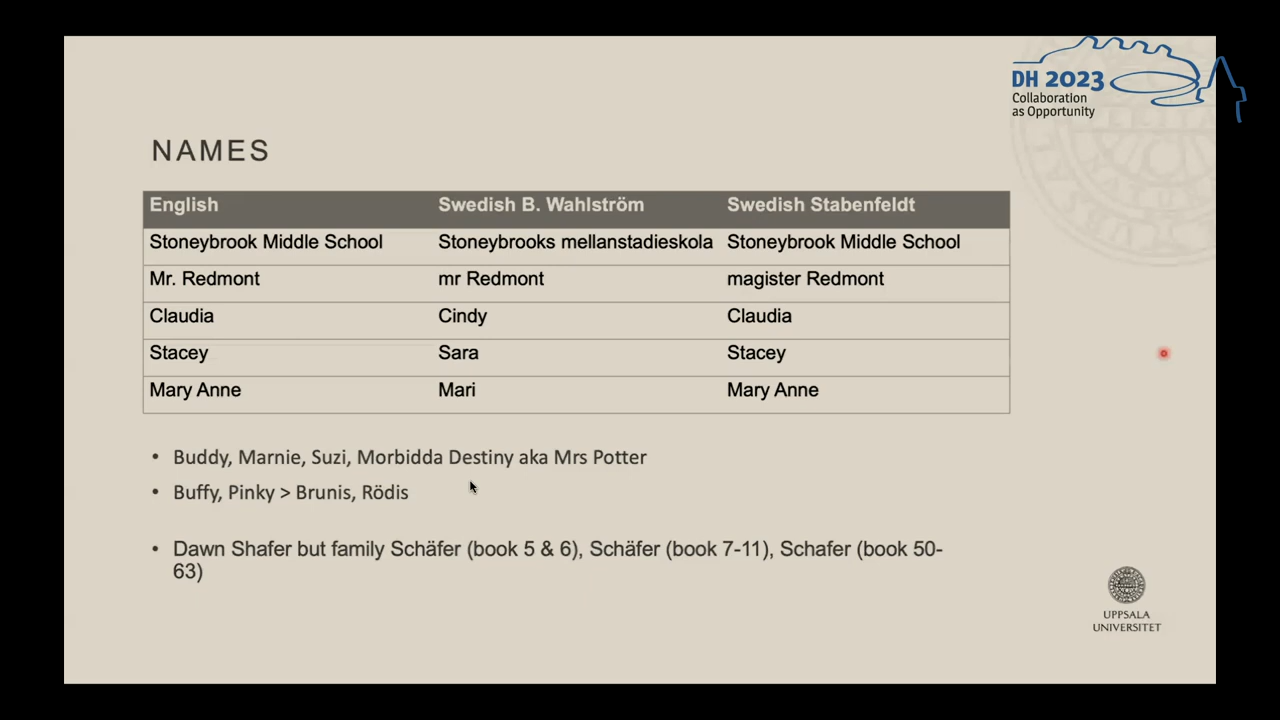 DH 2023
Collaboration
as Opportunity
NAMES
English Swedish B. Wahlström Swedish Stabenfeldt
Stoneybrook Middle School Stoneybrooks mellanstadieskola Stoneybrook Middle School
Mr. Redmont mr Redmont magister Redmont
Claudia Cindy Claudia
Stacey Sara Stacey
Mary Anne Mari Mary Anne
• Buddy, Marnie, Suzi, Morbidda Destiny aka Mrs Potter
• Buffy, Pinky > Brunis, Rödis
• Dawn Shafer but family Schäfer (book 5 & 6), Schäfer (book 7-11), Schafer (book 50-
63)
UPPSALA
UNIVERSITET